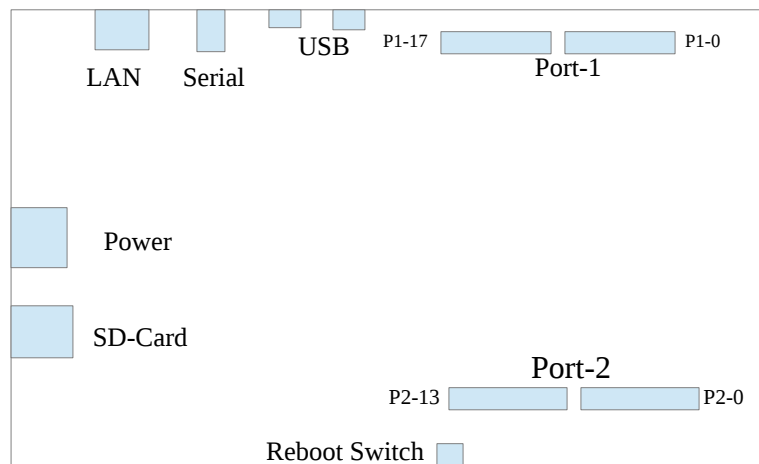 LAN
Serial
USB
P1-17
P1-0
Port-1
Power
SD-Card
Port-2
P2-13
P2-0
Reboot Switch